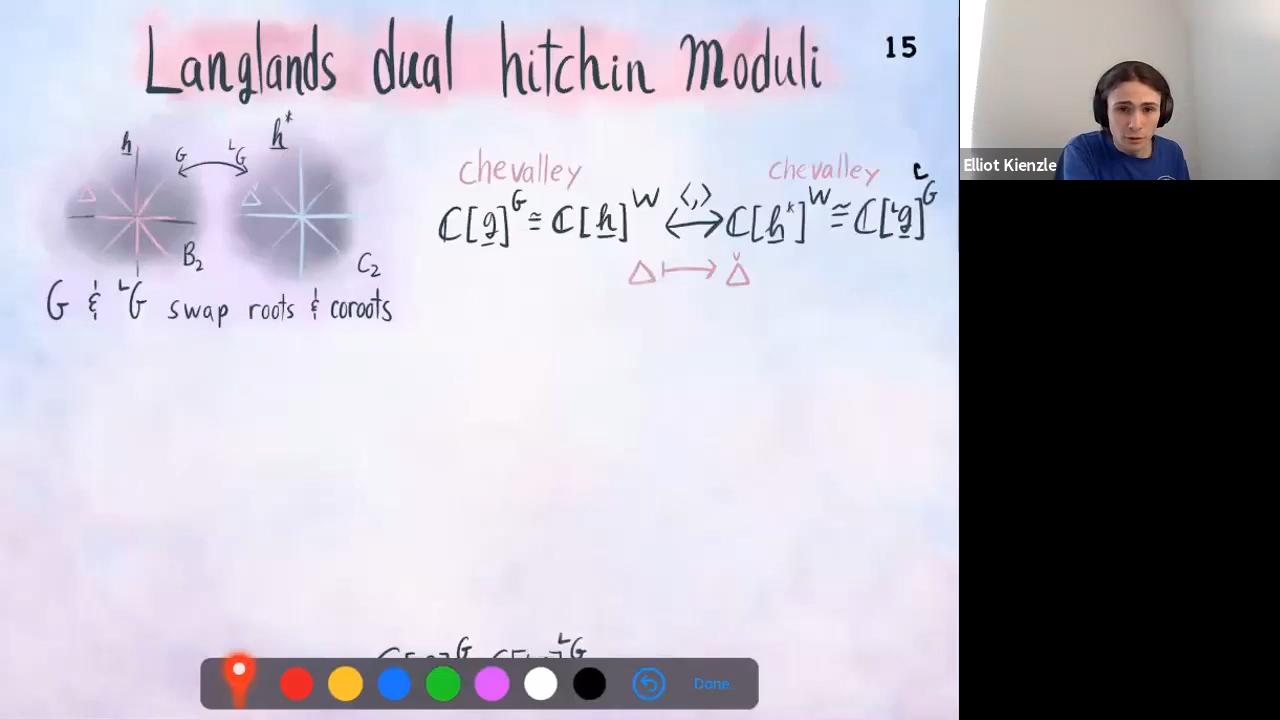 Langlands dual hitchin Moduli 15
Elliot Kienzle
h G ᴸG h*
Δ Δ̌
B₂ C₂
G & ᴸG swap roots & coroots
chevalley chevalley
ℂ[g]ᴳ ≅ ℂ[h]ᵂ ⟨,⟩ ⟷ ℂ[h*]ᵂ ≅ ℂ[ᴸg]^ᴸG
Δ ⟼ Δ̌
Done